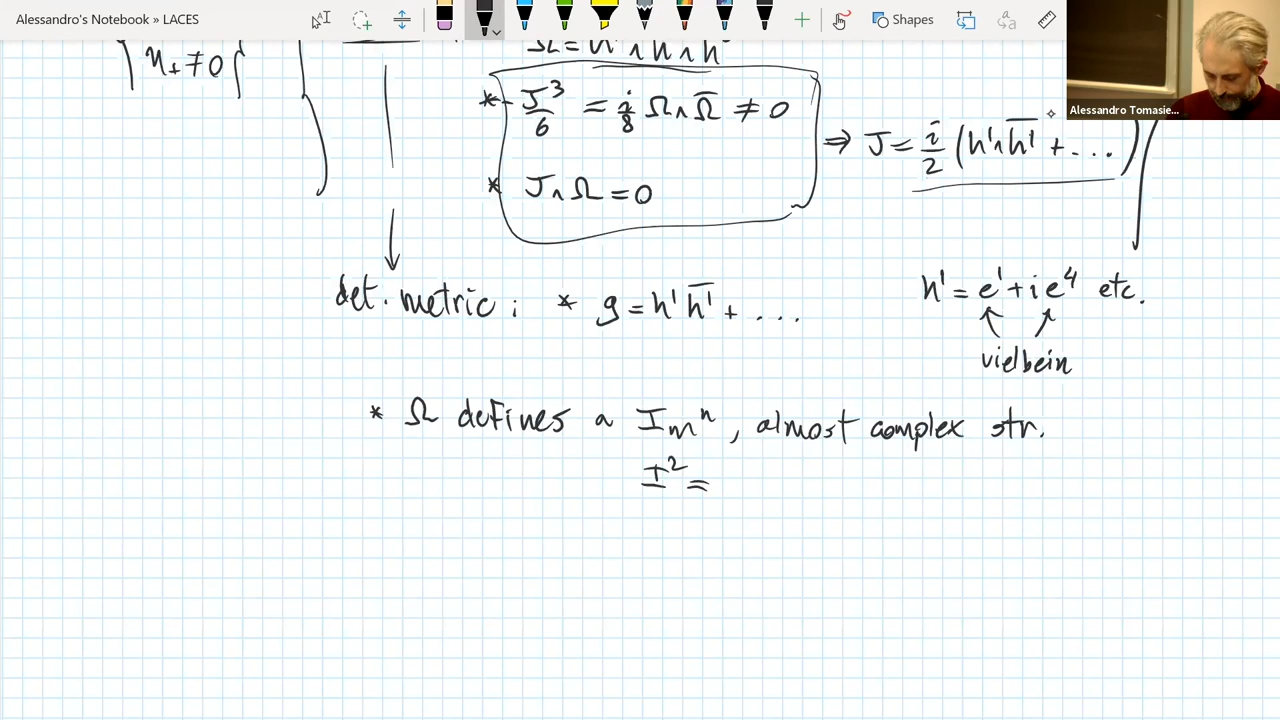 Alessandro's Notebook » LACES
Shapes
Alessandro Tomasie...
η₊ ≠ 0
Ω = h¹∧h²∧h³
* J³/6 = i/8 Ω∧Ω̅ ≠ 0
* J∧Ω = 0
⇒ J = i/2 (h¹∧h̅¹ + ...)
det. metric: * g = h¹h̅¹ + ...
h¹ = e¹ + i e⁴ etc.
vielbein
* Ω defines a Iₘⁿ, almost complex str.
I² =